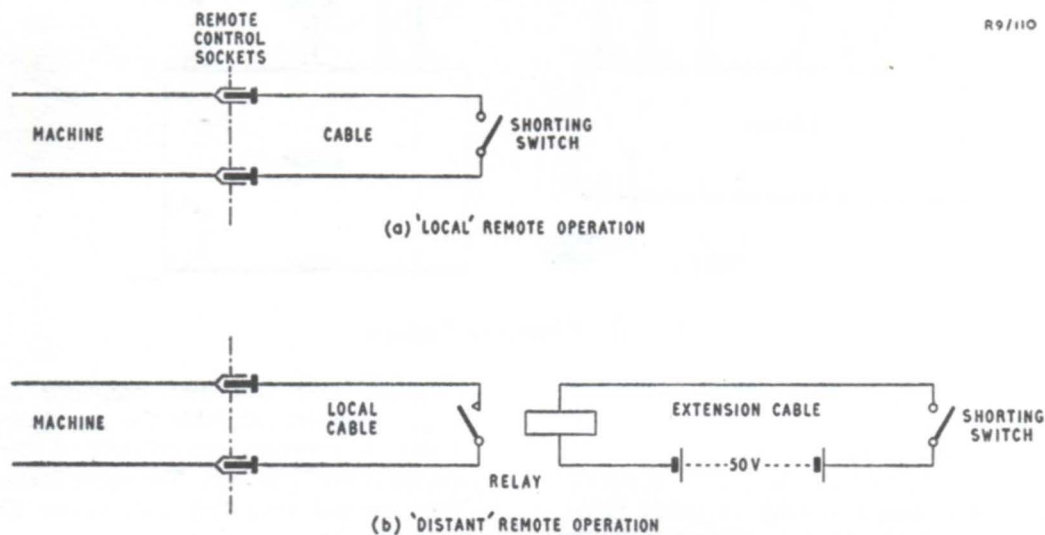 REMOTE
CONTROL
SOCKETS
R9/110
MACHINE
CABLE
SHORTING
SWITCH
(a) 'LOCAL' REMOTE OPERATION
MACHINE
LOCAL
CABLE
EXTENSION CABLE
SHORTING
SWITCH
50V
RELAY
(b) 'DISTANT' REMOTE OPERATION